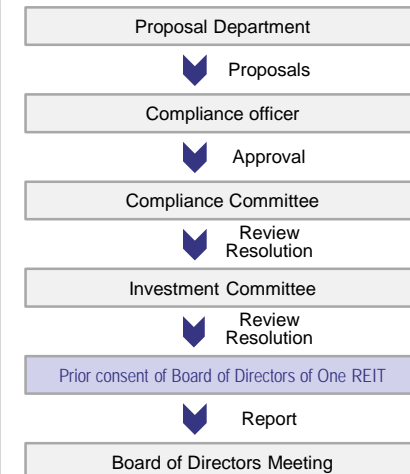 Proposal Department
Proposals
Compliance officer
Approval
Compliance Committee
Review
Resolution
Investment Committee
Review
Resolution
Prior consent of Board of Directors of One REIT
Report
Board of Directors Meeting